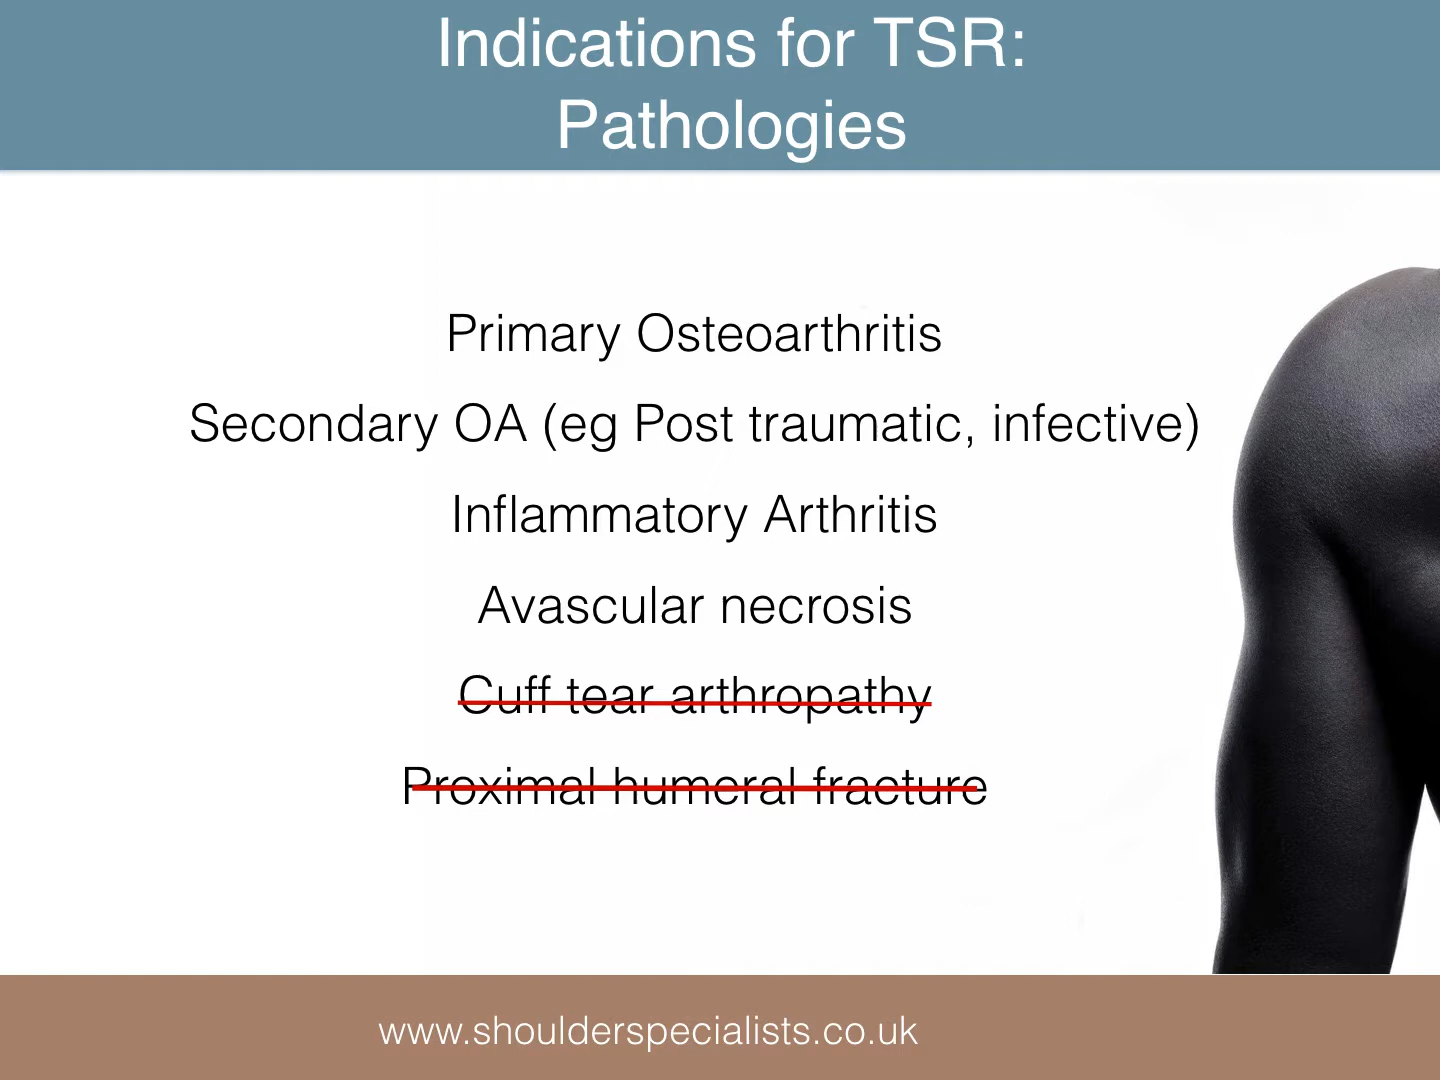 Indications for TSR:
Pathologies
Primary Osteoarthritis
Secondary OA (eg Post traumatic, infective)
Inflammatory Arthritis
Avascular necrosis
Cuff tear arthropathy
Proximal humeral fracture
www.shoulderspecialists.co.uk